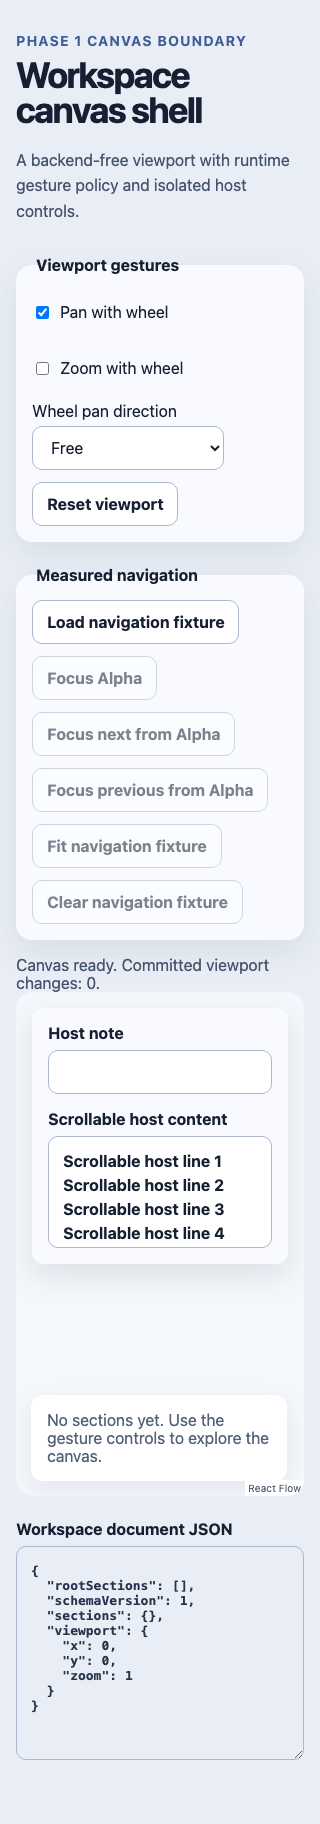 PHASE 1 CANVAS BOUNDARY
Workspace
canvas shell
A backend-free viewport with runtime
gesture policy and isolated host
controls.
Viewport gestures
Pan with wheel
Zoom with wheel
Wheel pan direction
Free
Reset viewport
Measured navigation
Load navigation fixture
Focus Alpha
Focus next from Alpha
Focus previous from Alpha
Fit navigation fixture
Clear navigation fixture
Canvas ready. Committed viewport
changes: 0.
Host note
Scrollable host content
Scrollable host line 1
Scrollable host line 2
Scrollable host line 3
Scrollable host line 4
No sections yet. Use the
gesture controls to explore the
canvas.
React Flow
Workspace document JSON
{
  "rootSections": [],
  "schemaVersion": 1,
  "sections": {},
  "viewport": {
    "x": 0,
    "y": 0,
    "zoom": 1
  }
}